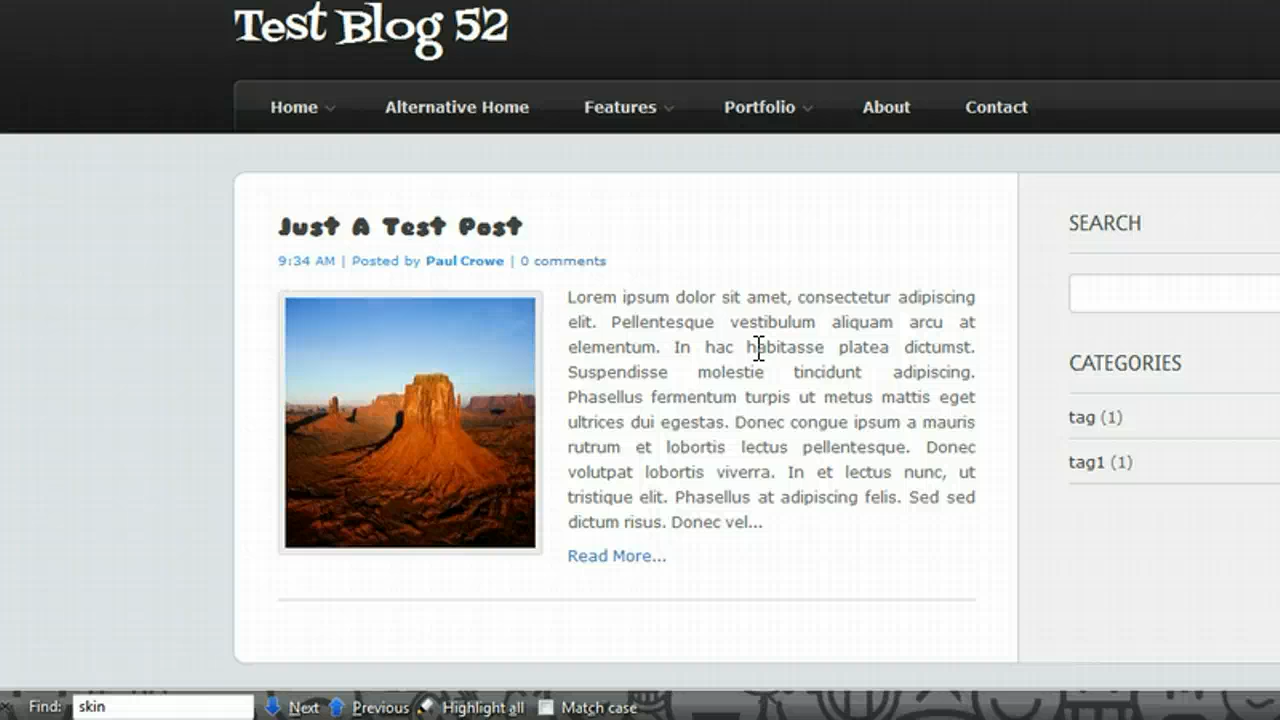 Test Blog 52
Home Alternative Home Features Portfolio About Contact
Just A Test Post
9:34 AM | Posted by Paul Crowe | 0 comments
Lorem ipsum dolor sit amet, consectetur adipiscing
elit. Pellentesque vestibulum aliquam arcu at
elementum. In hac habitasse platea dictumst.
Suspendisse molestie tincidunt adipiscing.
Phasellus fermentum turpis ut metus mattis eget
ultrices dui egestas. Donec congue ipsum a mauris
rutrum et lobortis lectus pellentesque. Donec
volutpat lobortis viverra. In et lectus nunc, ut
tristique elit. Phasellus at adipiscing felis. Sed sed
dictum risus. Donec vel...
Read More...
SEARCH
CATEGORIES
tag (1)
tag1 (1)
Find: skin Next Previous Highlight all Match case